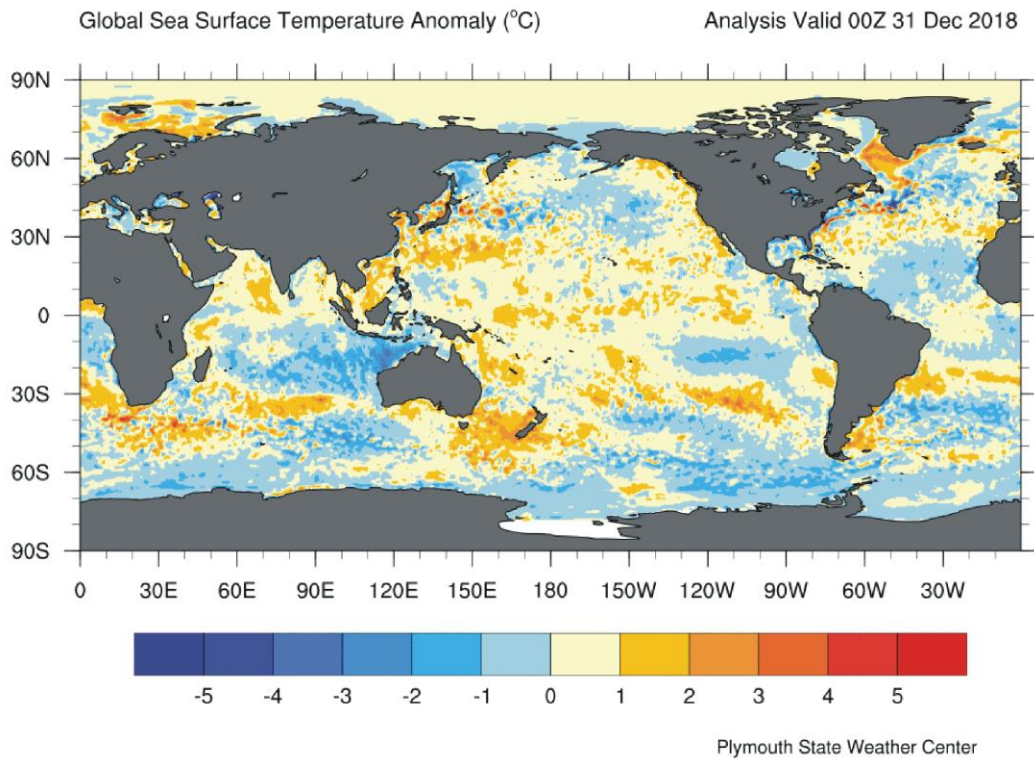 Global Sea Surface Temperature Anomaly (°C) Analysis Valid 00Z 31 Dec 2018
90N
60N
30N
0
30S
60S
90S
0 30E 60E 90E 120E 150E 180 150W 120W 90W 60W 30W
-5 -4 -3 -2 -1 0 1 2 3 4 5
Plymouth State Weather Center